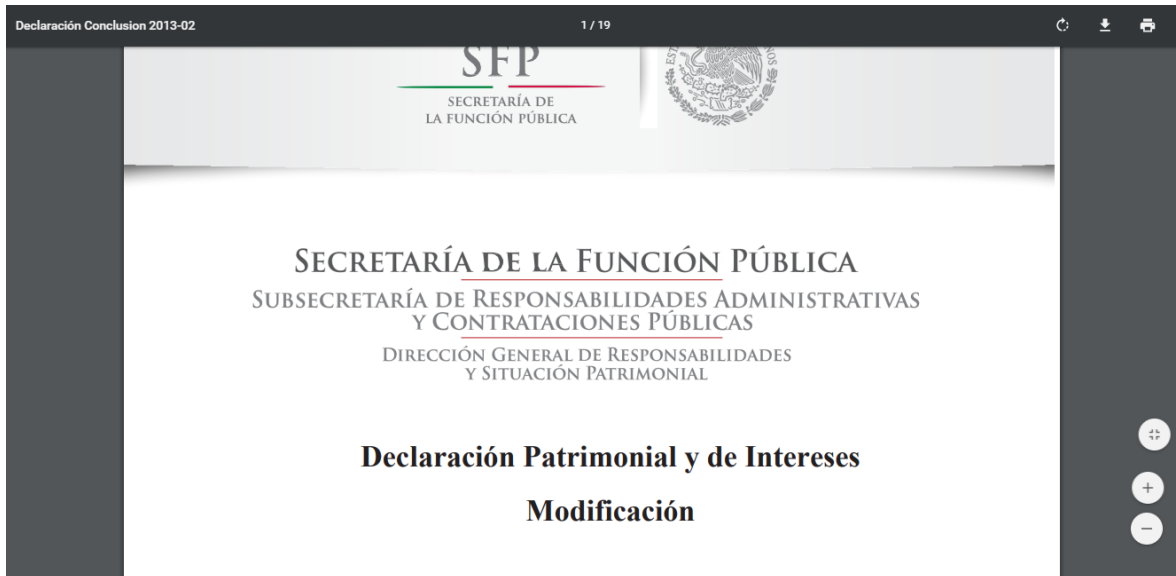 Declaración Conclusion 2013-02
1 / 19
SFP
SECRETARÍA DE
LA FUNCIÓN PÚBLICA
SECRETARÍA DE LA FUNCIÓN PÚBLICA
SUBSECRETARÍA DE RESPONSABILIDADES ADMINISTRATIVAS
Y CONTRATACIONES PÚBLICAS
DIRECCIÓN GENERAL DE RESPONSABILIDADES
Y SITUACIÓN PATRIMONIAL
Declaración Patrimonial y de Intereses
Modificación